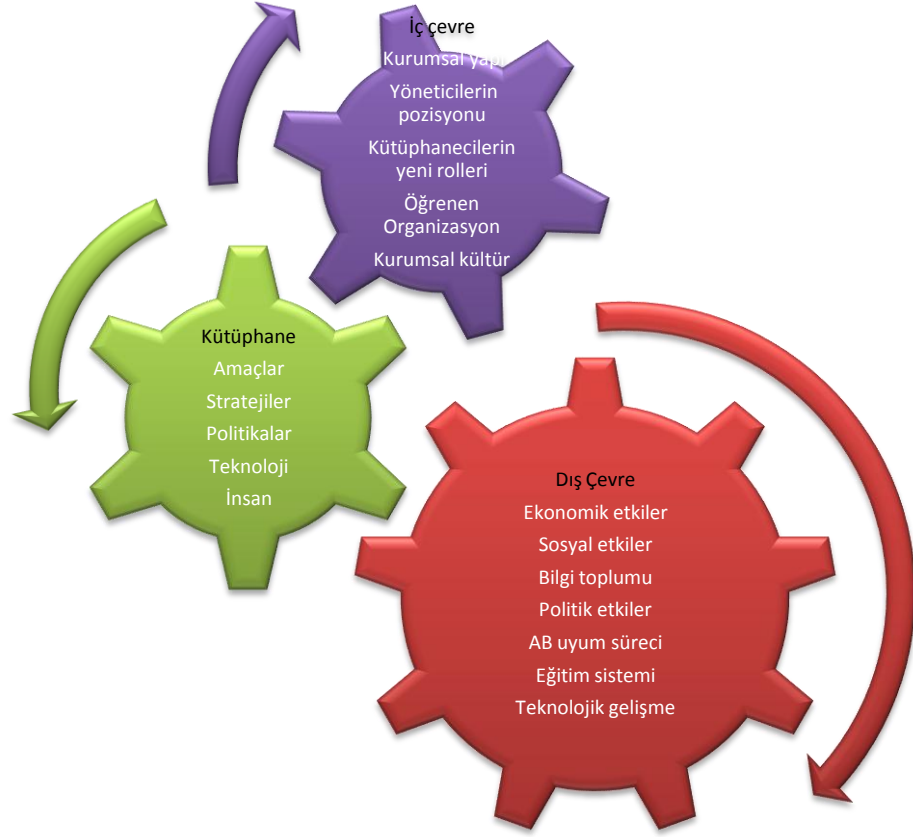 İç çevre
Kurumsal yapı
Yöneticilerin
pozisyonu
Kütüphanecilerin
yeni rolleri
Öğrenen
Organizasyon
Kurumsal kültür
Kütüphane
Amaçlar
Stratejiler
Politikalar
Teknoloji
İnsan
Dış Çevre
Ekonomik etkiler
Sosyal etkiler
Bilgi toplumu
Politik etkiler
AB uyum süreci
Eğitim sistemi
Teknolojik gelişme